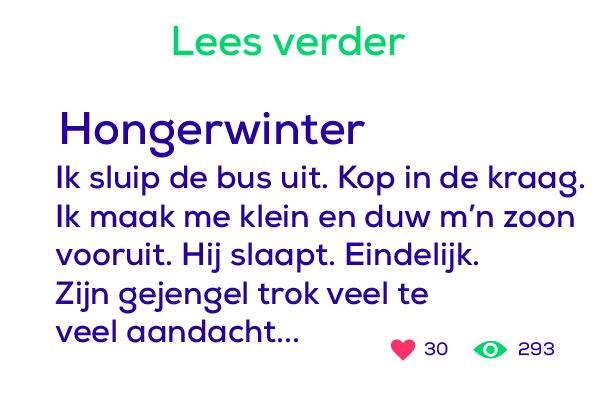 Lees verder
Hongerwinter
Ik sluip de bus uit. Kop in de kraag.
Ik maak me klein en duw m’n zoon
vooruit. Hij slaapt. Eindelijk.
Zijn gejengel trok veel te
veel aandacht...
30 293